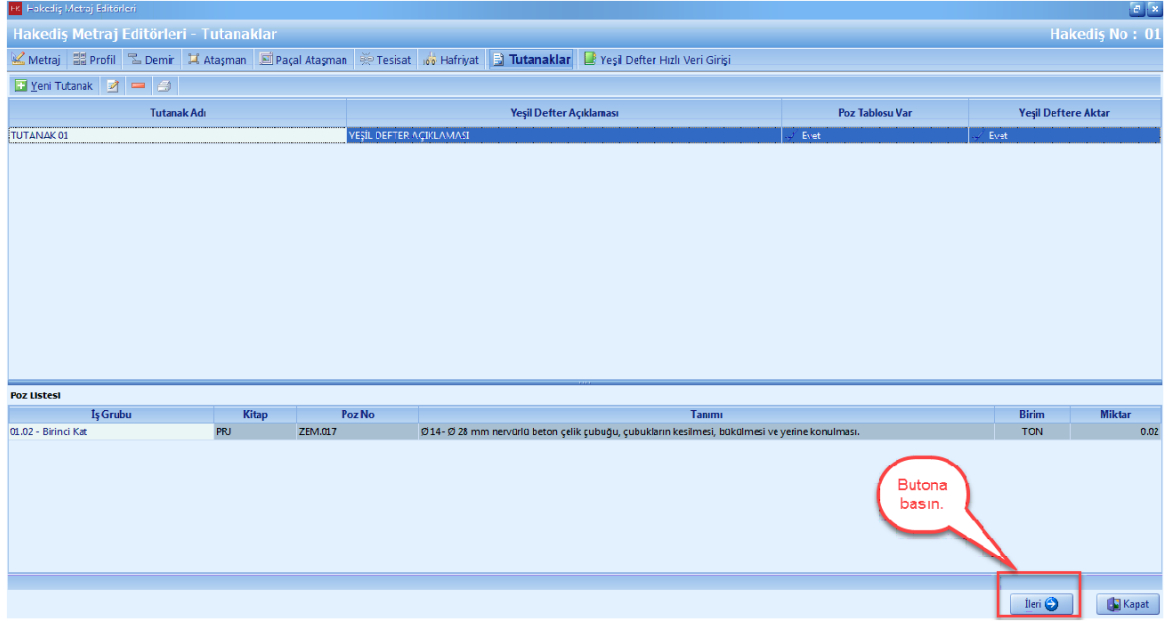 HK Hakediş Metraj Editörleri
Hakediş Metraj Editörleri - Tutanaklar Hakediş No : 01
Metraj Profil Demir Ataşman Paçal Ataşman Tesisat Hafriyat Tutanaklar Yeşil Defter Hızlı Veri Girişi
Yeni Tutanak
Tutanak Adı Yeşil Defter Açıklaması Poz Tablosu Var Yeşil Deftere Aktar
TUTANAK 01 YEŞİL DEFTER AÇIKLAMASI Evet Evet
Poz Listesi
İş Grubu Kitap Poz No Tanımı Birim Miktar
01.02 - Birinci Kat PRJ ZEM.017 Ø 14- Ø 28 mm nervürlü beton çelik çubuğu, çubukların kesilmesi, bükülmesi ve yerine konulması. TON 0.02
Butona
basın.
İleri Kapat